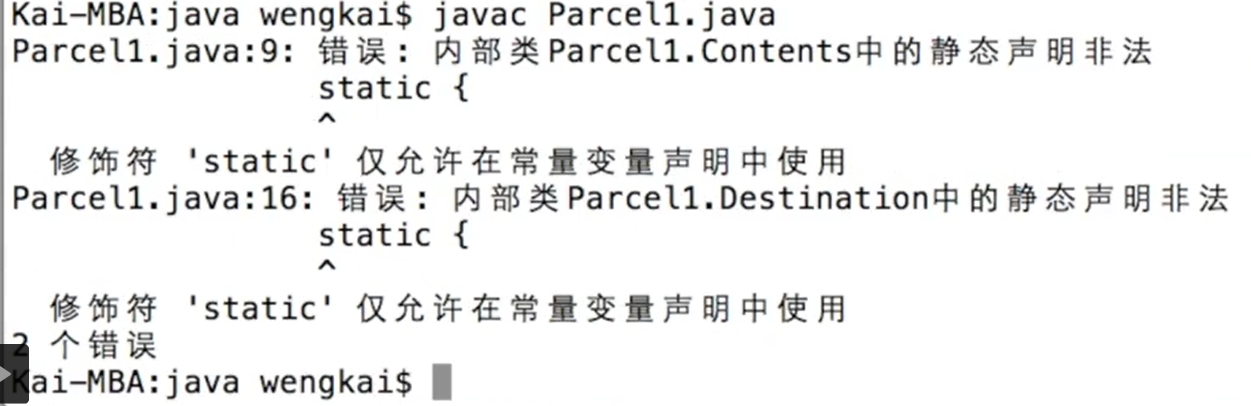 Kai-MBA:java wengkai$ javac Parcel1.java
Parcel1.java:9: 错误: 内部类Parcel1.Contents中的静态声明非法
static {
^
修饰符 'static' 仅允许在常量变量声明中使用
Parcel1.java:16: 错误: 内部类Parcel1.Destination中的静态声明非法
static {
^
修饰符 'static' 仅允许在常量变量声明中使用
2 个错误
Kai-MBA:java wengkai$